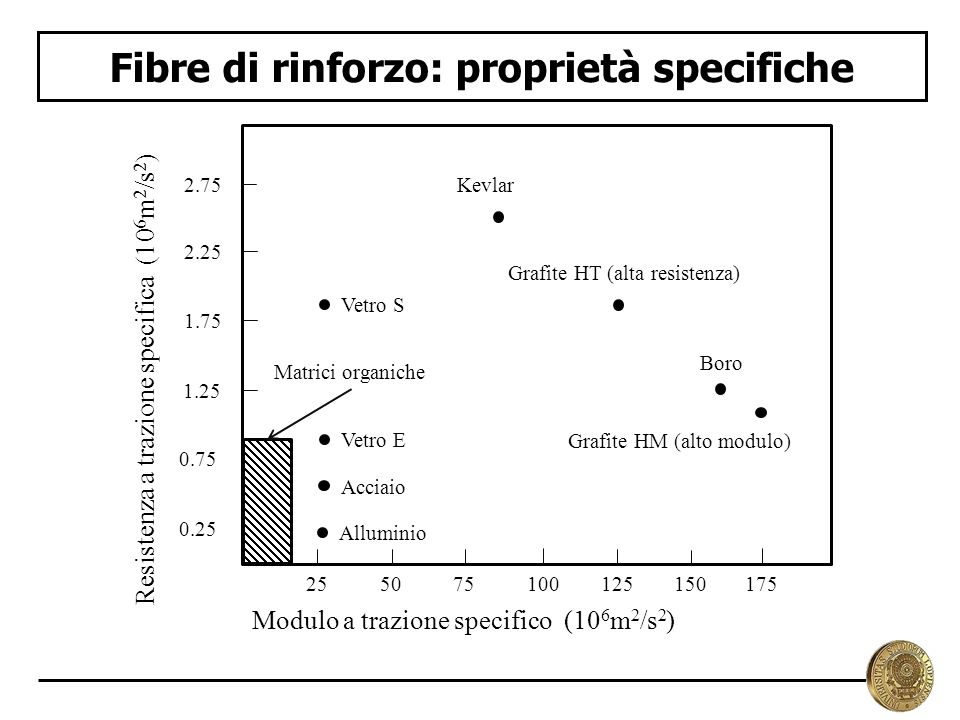 Fibre di rinforzo: proprietà specifiche
Resistenza a trazione specifica (10⁶m²/s²)
2.75
2.25
1.75
1.25
0.75
0.25
Kevlar
Grafite HT (alta resistenza)
Vetro S
Boro
Matrici organiche
Vetro E
Grafite HM (alto modulo)
Acciaio
Alluminio
25 50 75 100 125 150 175
Modulo a trazione specifico (10⁶m²/s²)